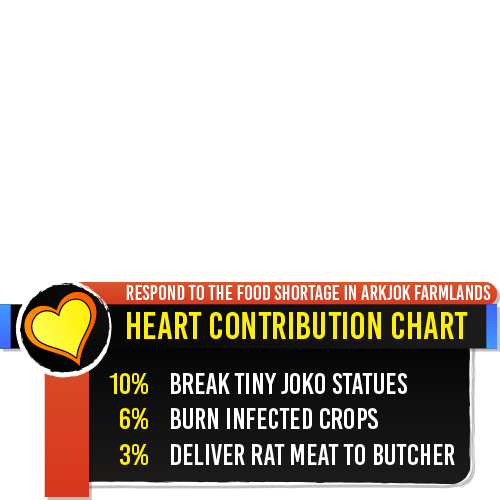 RESPOND TO THE FOOD SHORTAGE IN ARKJOK FARMLANDS
HEART CONTRIBUTION CHART
10% BREAK TINY JOKO STATUES
6% BURN INFECTED CROPS
3% DELIVER RAT MEAT TO BUTCHER